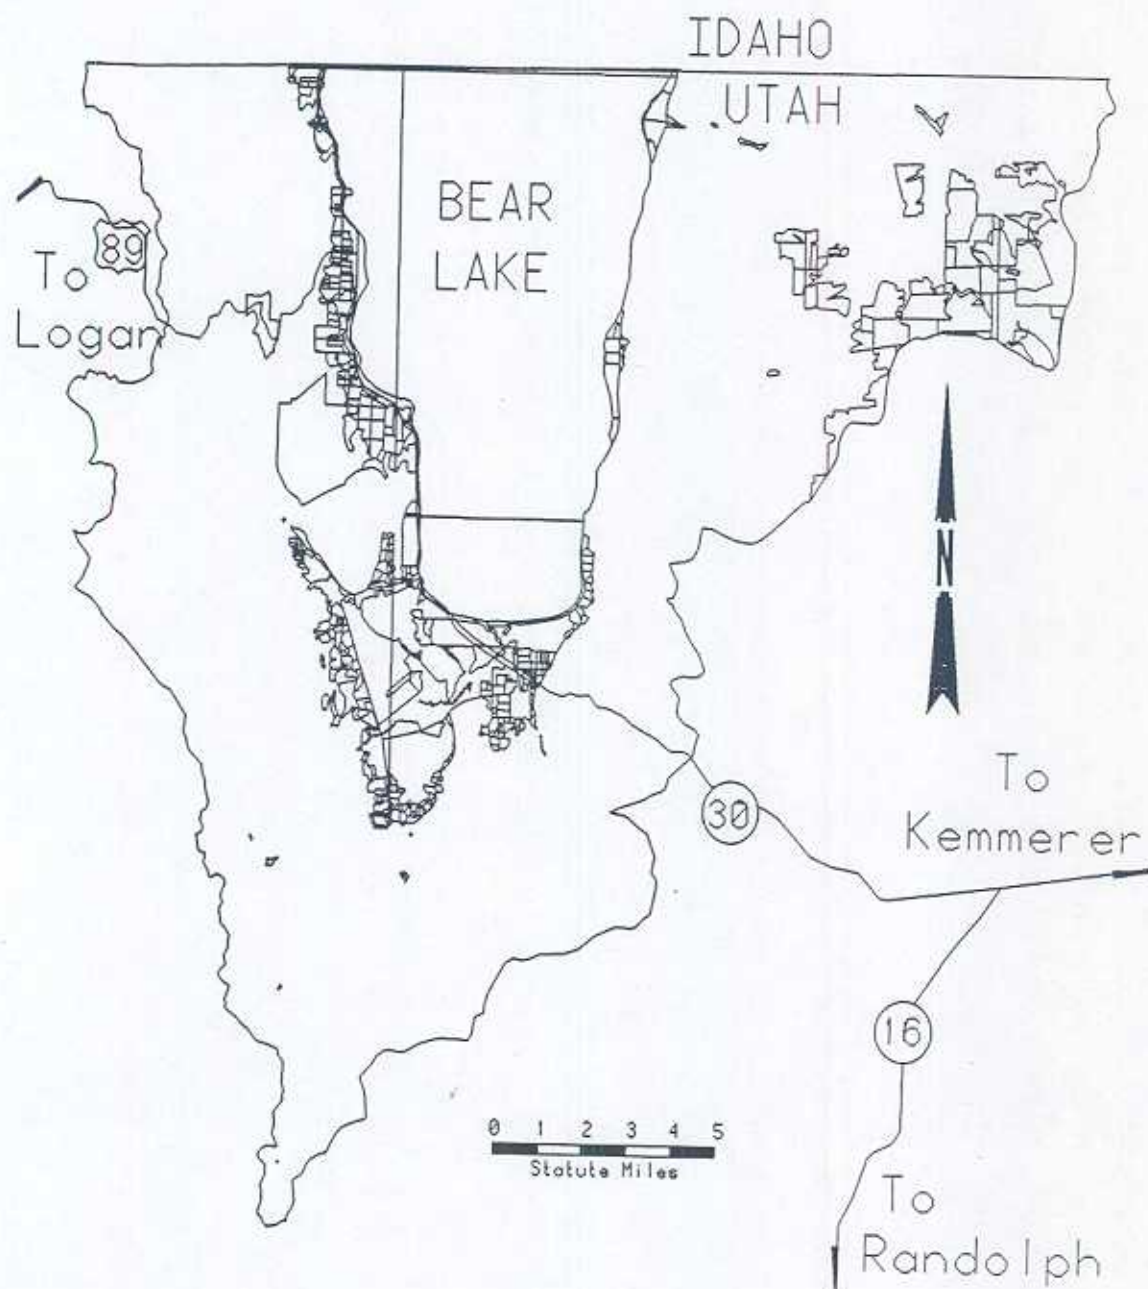 IDAHO
UTAH
BEAR
LAKE
89
To
Logan
N
To
Kemmerer
30
16
0 1 2 3 4 5
Statute Miles
To
Randolph